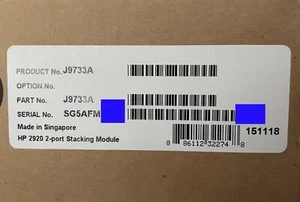 PRODUCT No. J9733A
OPTION No.
PART No. J9733A
SERIAL No. SG5AFM
Made in Singapore
HP 2920 2-port Stacking Module
8 86112 32274 8
151118